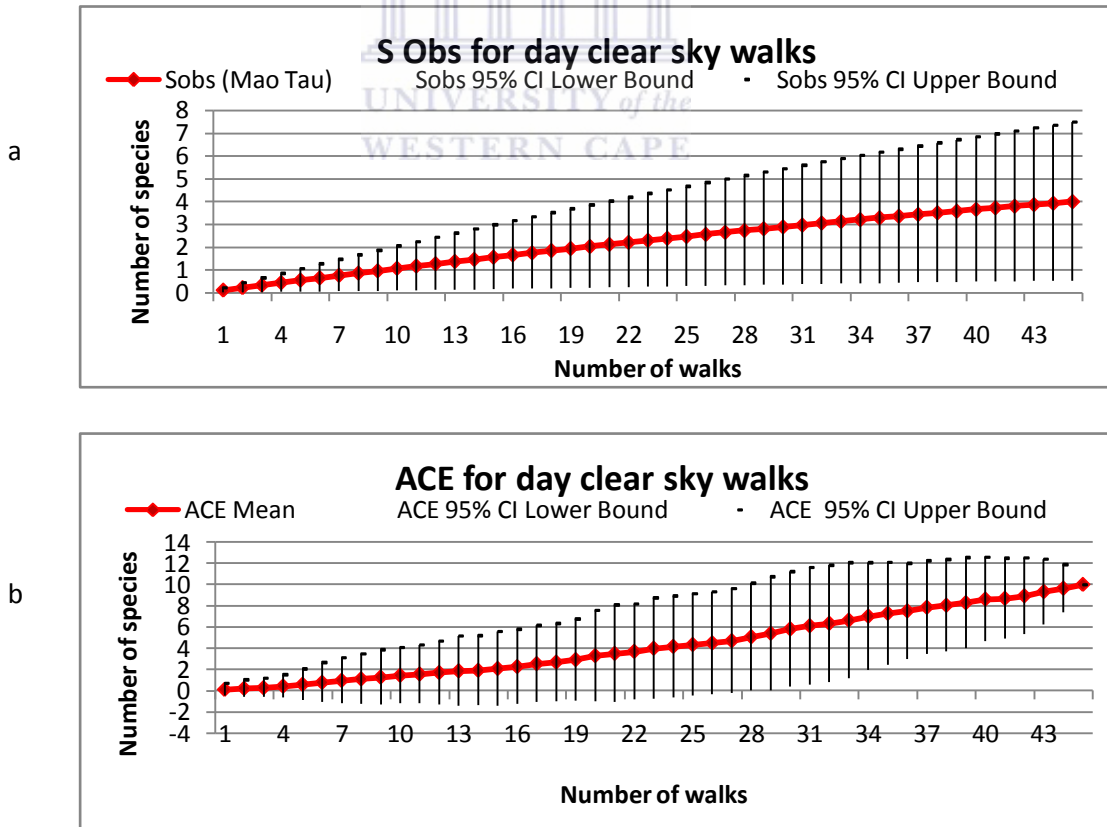 S Obs for day clear sky walks
Sobs (Mao Tau) Sobs 95% CI Lower Bound Sobs 95% CI Upper Bound
UNIVERSITY of the
WESTERN CAPE
a
Number of species
8
7
6
5
4
3
2
1
0
1 4 7 10 13 16 19 22 25 28 31 34 37 40 43
Number of walks
ACE for day clear sky walks
ACE Mean ACE 95% CI Lower Bound ACE 95% CI Upper Bound
b
Number of species
14
12
10
8
6
4
2
0
-2
-4
1 4 7 10 13 16 19 22 25 28 31 34 37 40 43
Number of walks